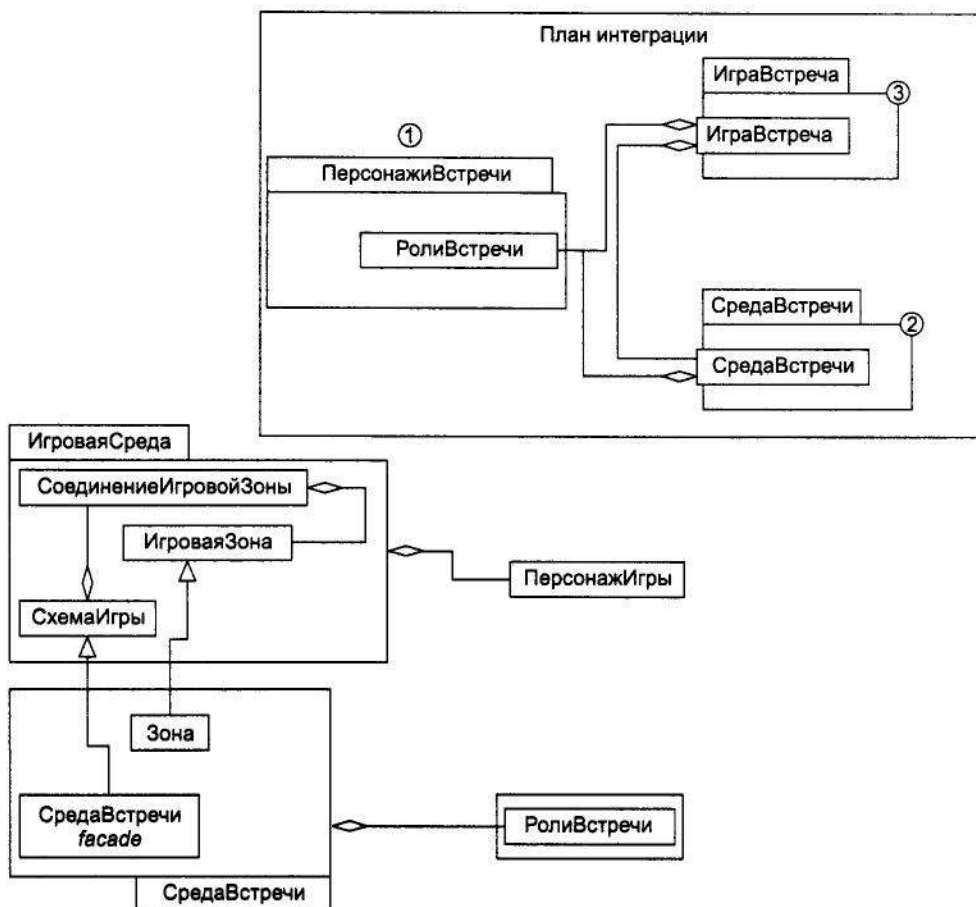 План интеграции
ИграВстреча
3
ИграВстреча
1
ПерсонажиВстречи
РолиВстречи
СредаВстречи
2
СредаВстречи
ИгроваяСреда
СоединениеИгровойЗоны
ИгроваяЗона
ПерсонажИгры
СхемаИгры
Зона
СредаВстречи
facade
РолиВстречи
СредаВстречи